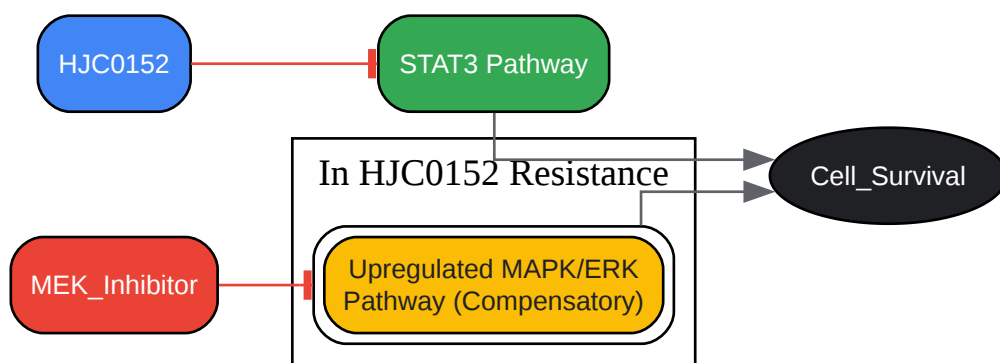 HJC0152
STAT3 Pathway
In HJC0152 Resistance
Cell_Survival
MEK_Inhibitor
Upregulated MAPK/ERK
Pathway (Compensatory)